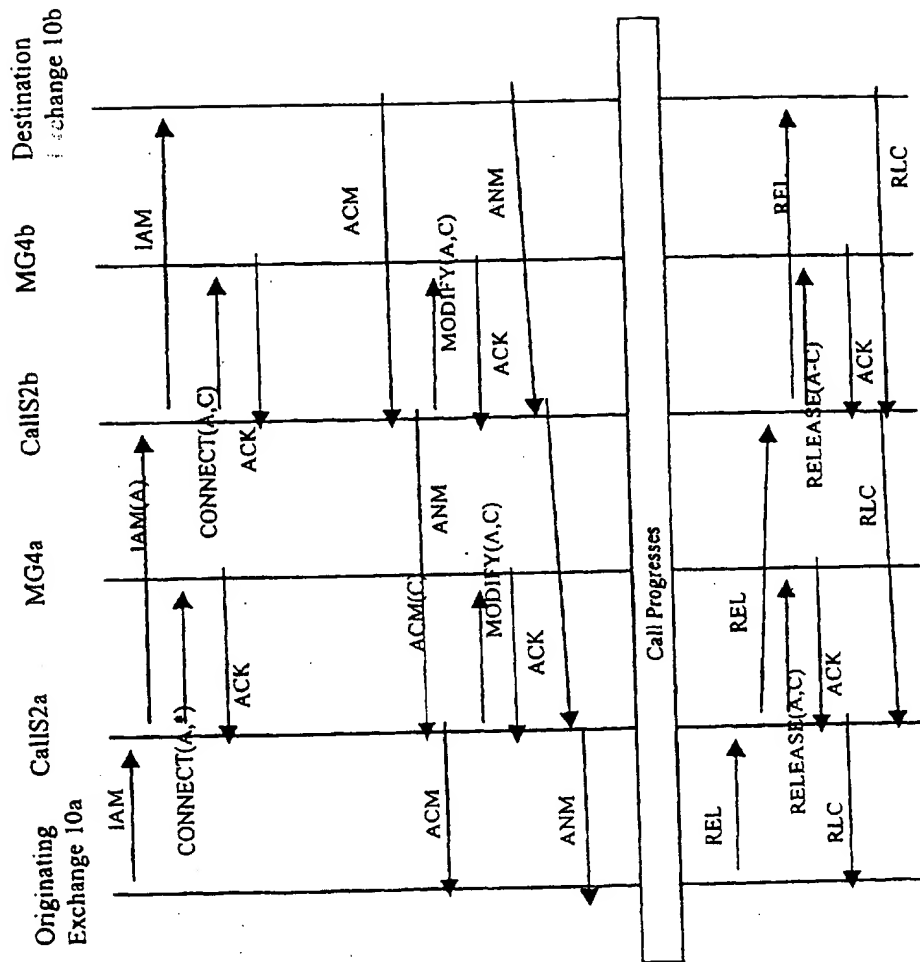 Originating
Exchange 10a
CallS2a
MG4a
CallS2b
MG4b
Destination
Exchange 10b
IAM
IAM(A)
IAM
CONNECT(A,C)
ACK
ACK
ACM
ACM(C)
ACM
MODIFY(A,C)
ANM
MODIFY(A,C)
ACK
ACK
ANM
ANM
Call Progresses
REL
REL
REL
RELEASE(A,C)
RELEASE(A-C)
ACK
ACK
RLC
RLC
RLC